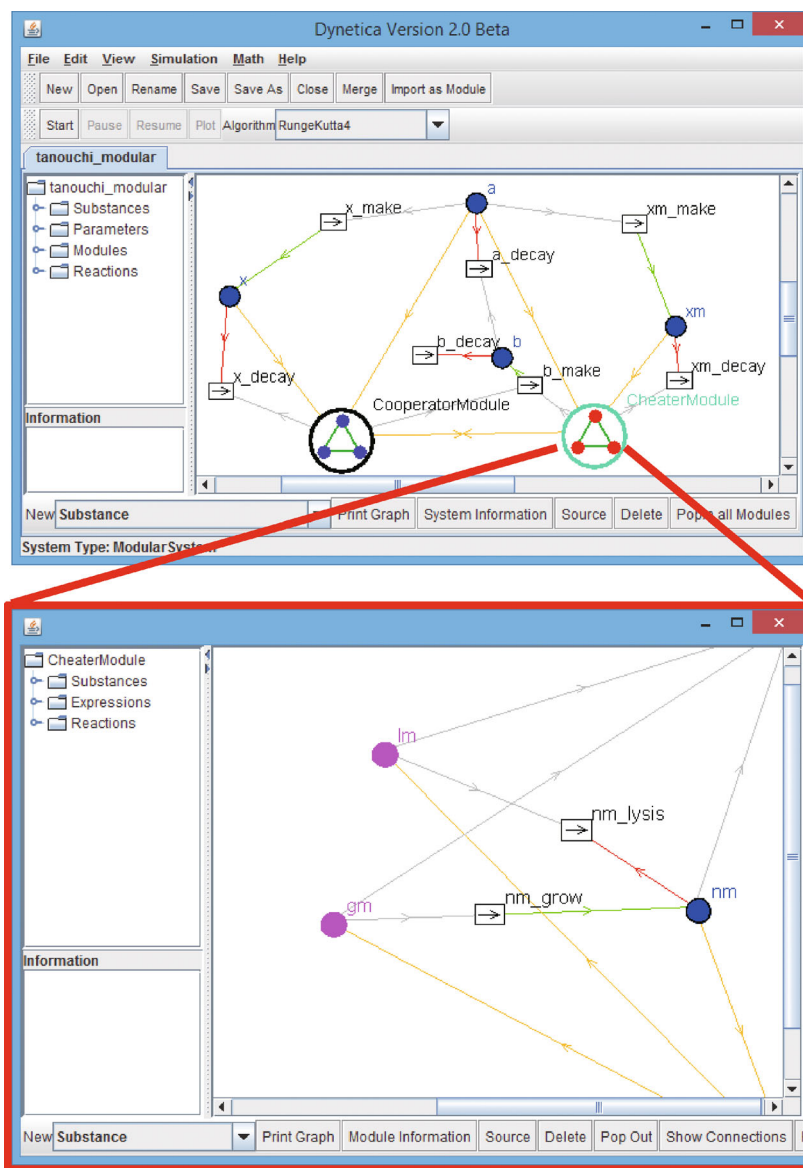 Dynetica Version 2.0 Beta
File Edit View Simulation Math Help
New Open Rename Save Save As Close Merge Import as Module
Start Pause Resume Plot Algorithm RungeKutta4
tanouchi_modular
tanouchi_modular
Substances
Parameters
Modules
Reactions
Information
a
x_make
xm_make
a_decay
x
xm
b_decay
b
x_decay
b_make
xm_decay
CooperatorModule
CheaterModule
New Substance Print Graph System Information Source Delete Pop in all Modules
System Type: ModularSystem
CheaterModule
Substances
Expressions
Reactions
Information
lm
nm_lysis
nm_grow
nm
gm
New Substance Print Graph Module Information Source Delete Pop Out Show Connections